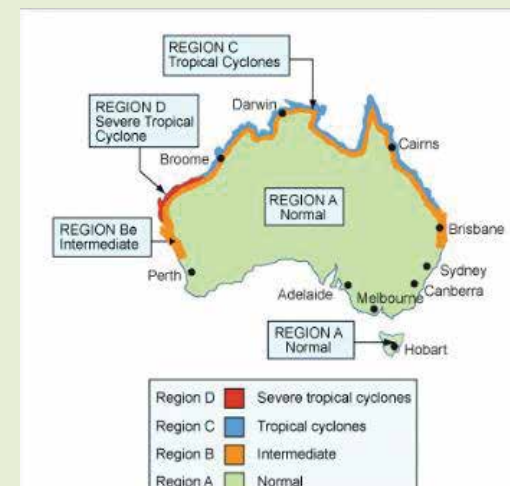 REGION C
Tropical Cyclones
REGION D
Severe Tropical
Cyclone
Darwin
Broome
Cairns
REGION A
Normal
REGION Be
Intermediate
Brisbane
Perth
Sydney
Adelaide
Melbourne
Canberra
REGION A
Normal
Hobart
Region D Severe tropical cyclones
Region C Tropical cyclones
Region B Intermediate
Region A Normal